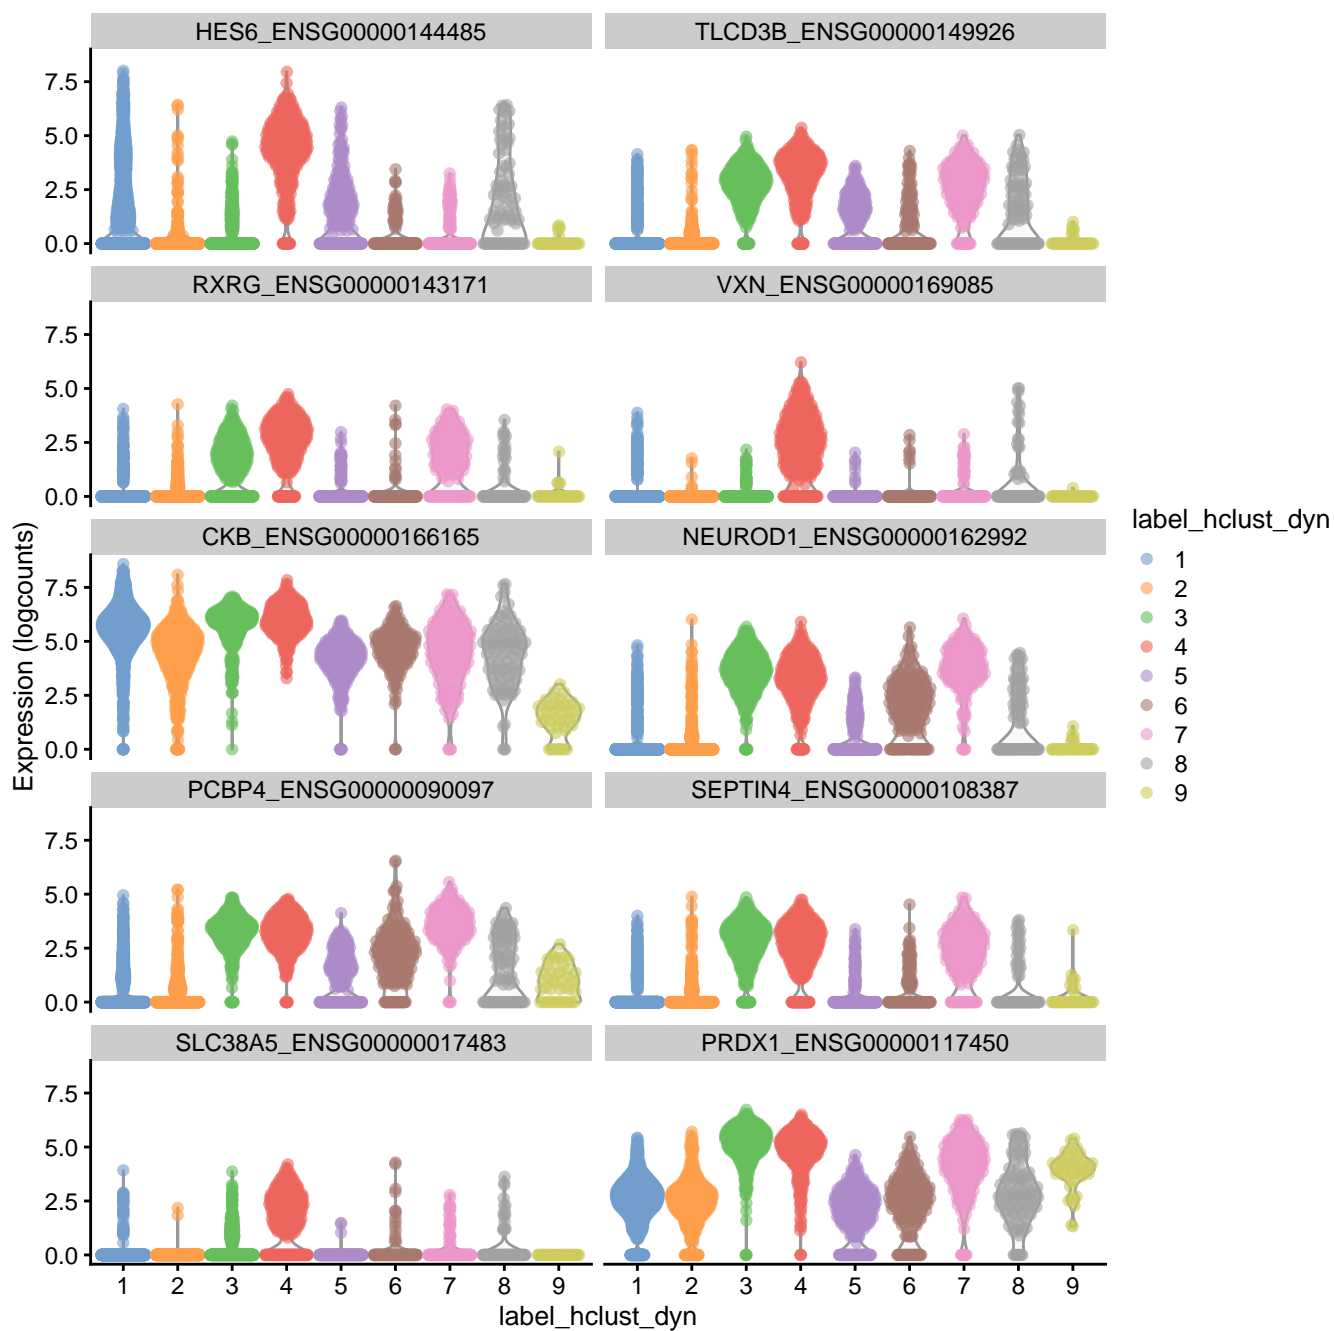 HES6_ENSG00000144485
TLCD3B_ENSG00000149926
7.5
5.0
2.5
0.0
RXRG_ENSG00000143171
VXN_ENSG00000169085
7.5
5.0
2.5
0.0
CKB_ENSG00000166165
NEUROD1_ENSG00000162992
7.5
5.0
2.5
0.0
PCBP4_ENSG00000090097
SEPTIN4_ENSG00000108387
7.5
5.0
2.5
0.0
SLC38A5_ENSG00000017483
PRDX1_ENSG00000117450
7.5
5.0
2.5
0.0
1 2 3 4 5 6 7 8 9
1 2 3 4 5 6 7 8 9
label_hclust_dyn
Expression (logcounts)
label_hclust_dyn
1
2
3
4
5
6
7
8
9